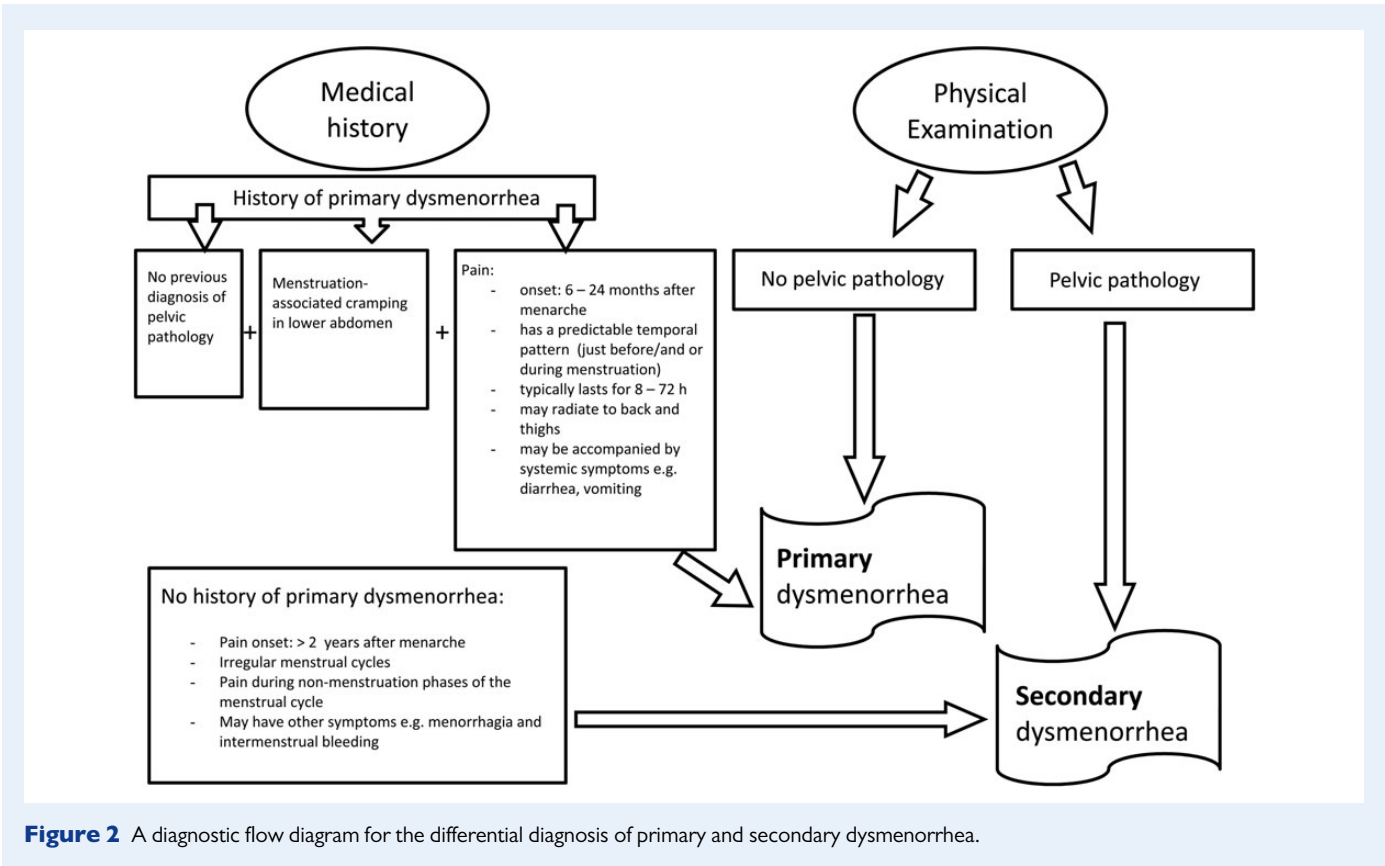 Medical
history
History of primary dysmenorrhea
No previous
diagnosis of
pelvic
pathology
+
Menstruation-
associated cramping
in lower abdomen
+
Pain:
- onset: 6 – 24 months after
menarche
- has a predictable temporal
pattern (just before/and or
during menstruation)
- typically lasts for 8 – 72 h
- may radiate to back and
thighs
- may be accompanied by
systemic symptoms e.g.
diarrhea, vomiting
Physical
Examination
No pelvic pathology
Pelvic pathology
Primary
dysmenorrhea
No history of primary dysmenorrhea:
- Pain onset: > 2 years after menarche
- Irregular menstrual cycles
- Pain during non-menstruation phases of the
menstrual cycle
- May have other symptoms e.g. menorrhagia and
intermenstrual bleeding
Secondary
dysmenorrhea
Figure 2 A diagnostic flow diagram for the differential diagnosis of primary and secondary dysmenorrhea.